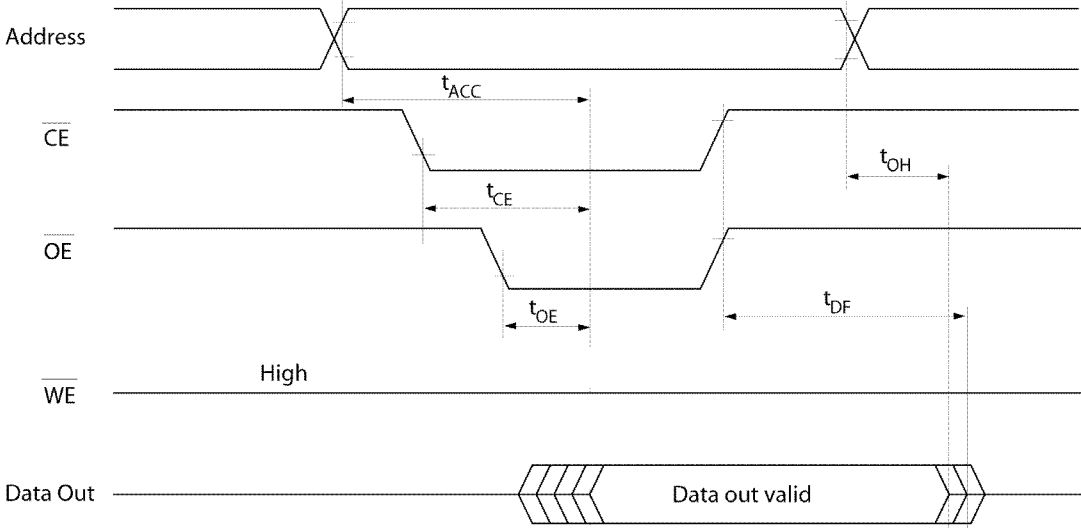 Address
tACC
CE
tOH
tCE
OE
tDF
tOE
High
WE
Data Out
Data out valid